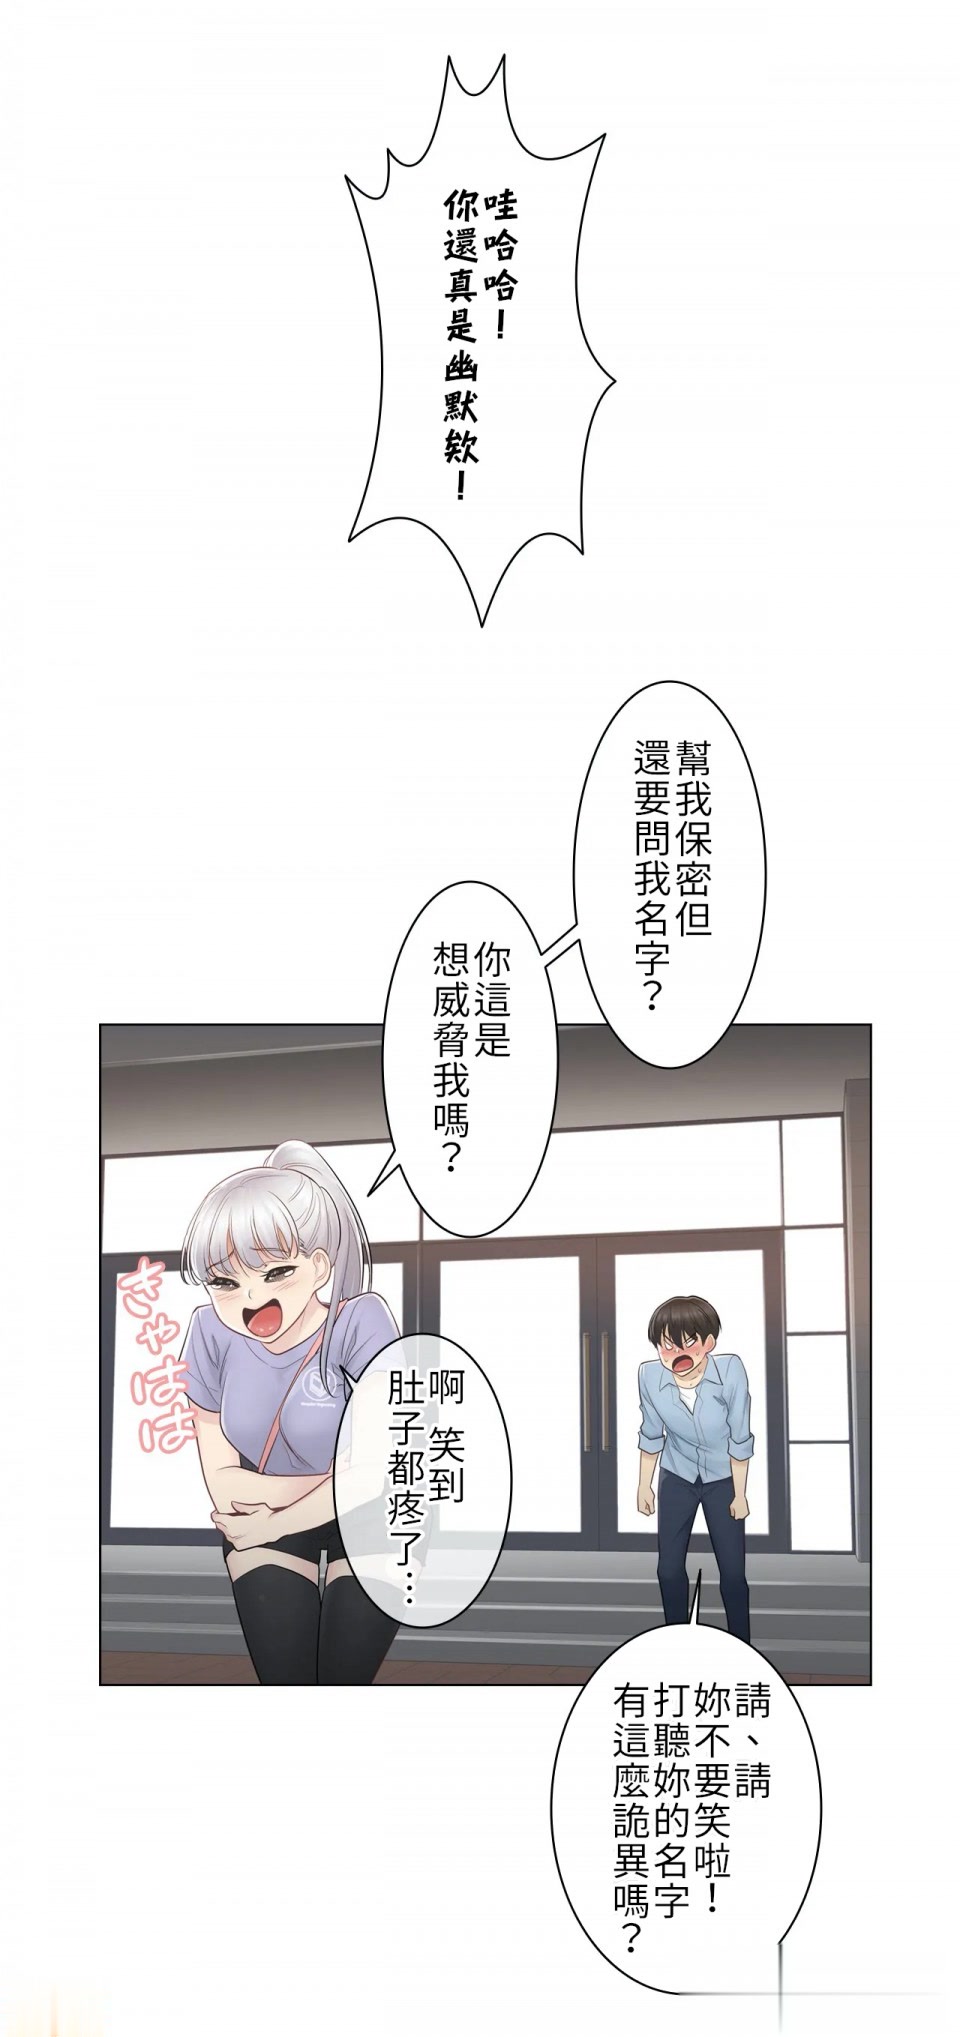 哇哈哈！
你還真是幽默欸！
幫我保密但
還要問我名字？
你這是
想威脅我嗎？
きゃはは
はは
啊 笑到
肚子都疼了…
請、請
妳不要笑啦！
打聽妳的名字
有這麼詭異嗎？